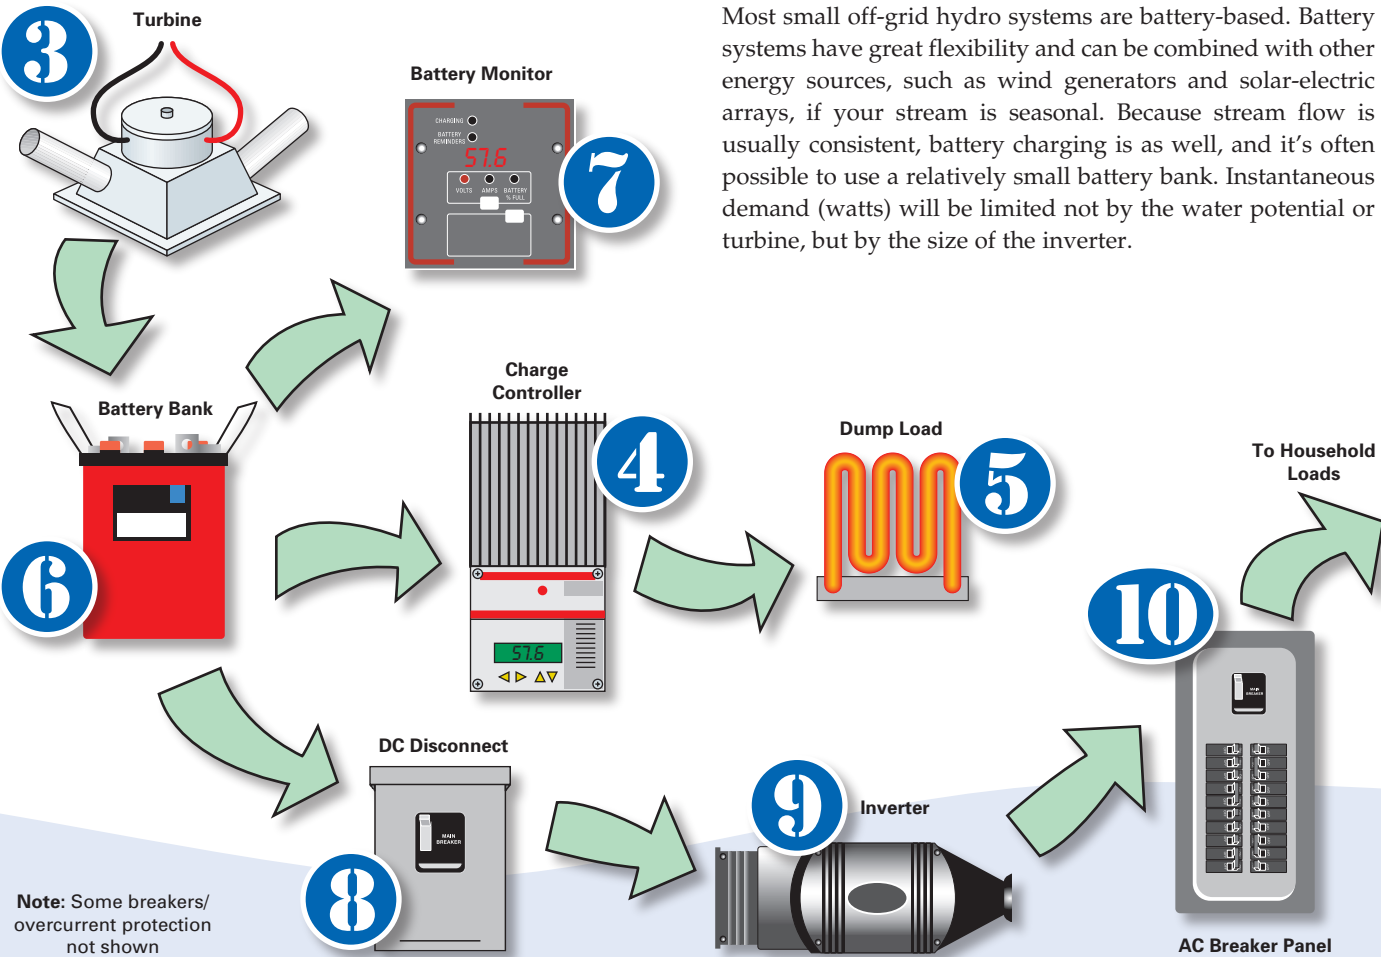 3
Turbine
Most small off-grid hydro systems are battery-based. Battery
systems have great flexibility and can be combined with other
energy sources, such as wind generators and solar-electric
arrays, if your stream is seasonal. Because stream flow is
usually consistent, battery charging is as well, and it's often
possible to use a relatively small battery bank. Instantaneous
demand (watts) will be limited not by the water potential or
turbine, but by the size of the inverter.
Battery Monitor
CHARGING
BATTERY
REMINDERS
57.6
VOLTS AMPS BATTERY
% FULL
7
Battery Bank
6
Charge
Controller
4
57.6
Dump Load
5
To Household
Loads
10
MAIN
BREAKER
AC Breaker Panel
DC Disconnect
MAIN
BREAKER
8
9
Inverter
Note: Some breakers/
overcurrent protection
not shown